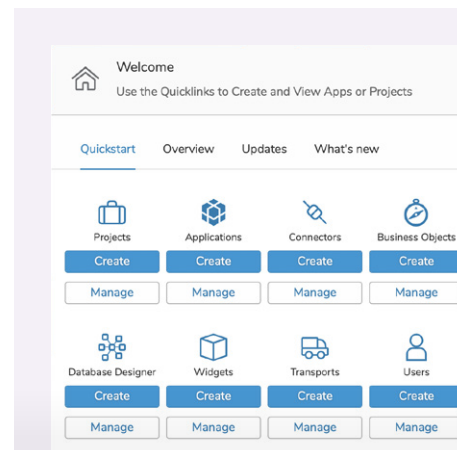 Welcome
Use the Quicklinks to Create and View Apps or Projects
Quickstart Overview Updates What's new
Projects Applications Connectors Business Objects
Create Create Create Create
Manage Manage Manage Manage
Database Designer Widgets Transports Users
Create Create Create Create
Manage Manage Manage Manage